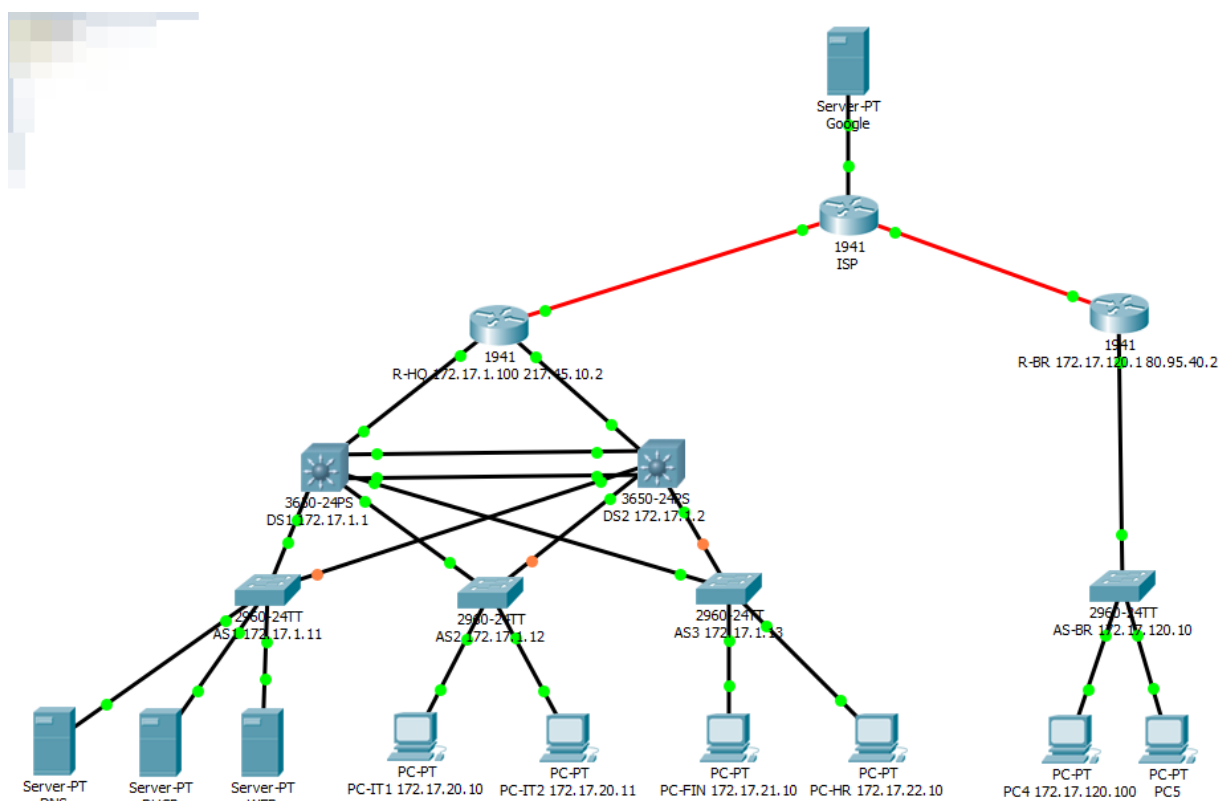 Server-PT
Google
1941
ISP
1941
R-HQ 172.17.1.100 217.45.10.2
1941
R-BR 172.17.120.1 80.95.40.2
3650-24PS
DS1 172.17.1.1
3650-24PS
DS2 172.17.1.2
2960-24TT
AS1 172.17.1.11
2960-24TT
AS2 172.17.1.12
2960-24TT
AS3 172.17.1.13
2960-24TT
AS-BR 172.17.120.10
Server-PT
DNS
Server-PT
Server-PT
PC-PT
PC-IT1 172.17.20.10
PC-PT
PC-IT2 172.17.20.11
PC-PT
PC-FIN 172.17.21.10
PC-PT
PC-HR 172.17.22.10
PC-PT
PC4 172.17.120.100
PC-PT
PC5